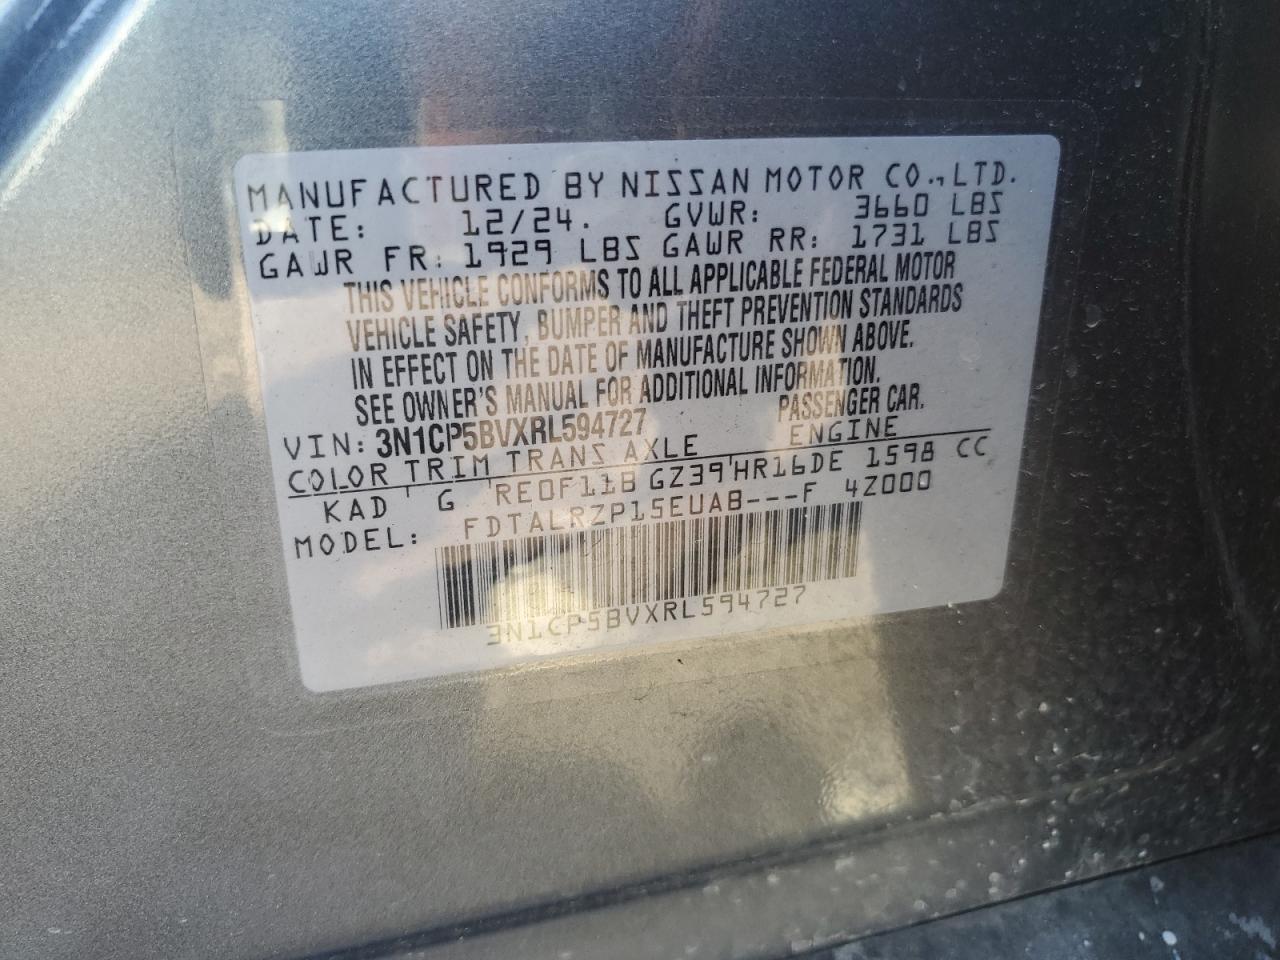 MANUFACTURED BY NISSAN MOTOR CO., LTD.
DATE: 12/24. GVWR: 3660 LBS
GAWR FR: 1929 LBS GAWR RR: 1731 LBS
THIS VEHICLE CONFORMS TO ALL APPLICABLE FEDERAL MOTOR
VEHICLE SAFETY, BUMPER AND THEFT PREVENTION STANDARDS
IN EFFECT ON THE DATE OF MANUFACTURE SHOWN ABOVE.
SEE OWNER'S MANUAL FOR ADDITIONAL INFORMATION.
VIN: 3N1CP5BVXRL594727 PASSENGER CAR.
COLOR TRIM TRANS AXLE ENGINE
KAD G RE0F11B GZ39 HR16DE 1598 CC
MODEL: FDTALRZP15EUAB---F 4Z000
3N1CP5BVXRL594727